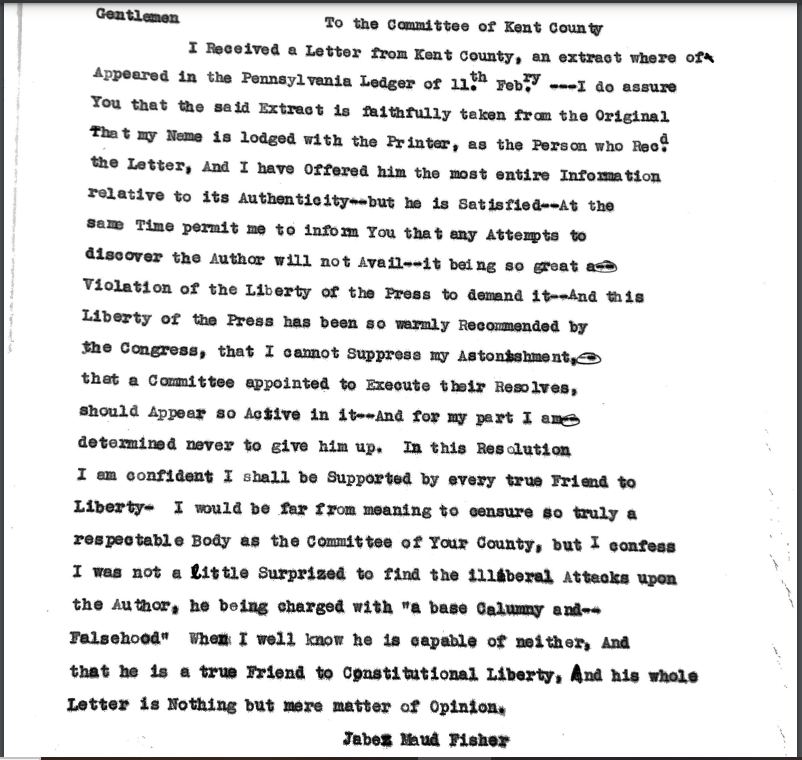 Gentlemen
To the Committee of Kent County
I Received a Letter from Kent County, an extract where of
Appeared in the Pennsylvania Ledger of 11.th Feb.ry ---I do assure
You that the said Extract is faithfully taken from the Original
That my Name is lodged with the Printer, as the Person who Rec.d
the Letter, And I have Offered him the most entire Information
relative to its Authenticity--but he is Satisfied--At the
same Time permit me to inform You that any Attempts to
discover the Author will not Avail--it being so great a--
Violation of the Liberty of the Press to demand it--And this
Liberty of the Press has been so warmly Recommended by
the Congress, that I cannot Suppress my Astonishment,--
that a Committee appointed to Execute their Resolves,
should Appear so Active in it--And for my part I am--
determined never to give him up. In this Resolution
I am confident I shall be Supported by every true Friend to
Liberty- I would be far from meaning to censure so truly a
respectable Body as the Committee of Your County, but I confess
I was not a Little Surprized to find the illiberal Attacks upon
the Author, he being charged with "a base Calumny and--
Falsehood" When I well know he is capable of neither, And
that he is a true Friend to Constitutional Liberty, And his whole
Letter is Nothing but mere matter of Opinion.
Jabez Maud Fisher